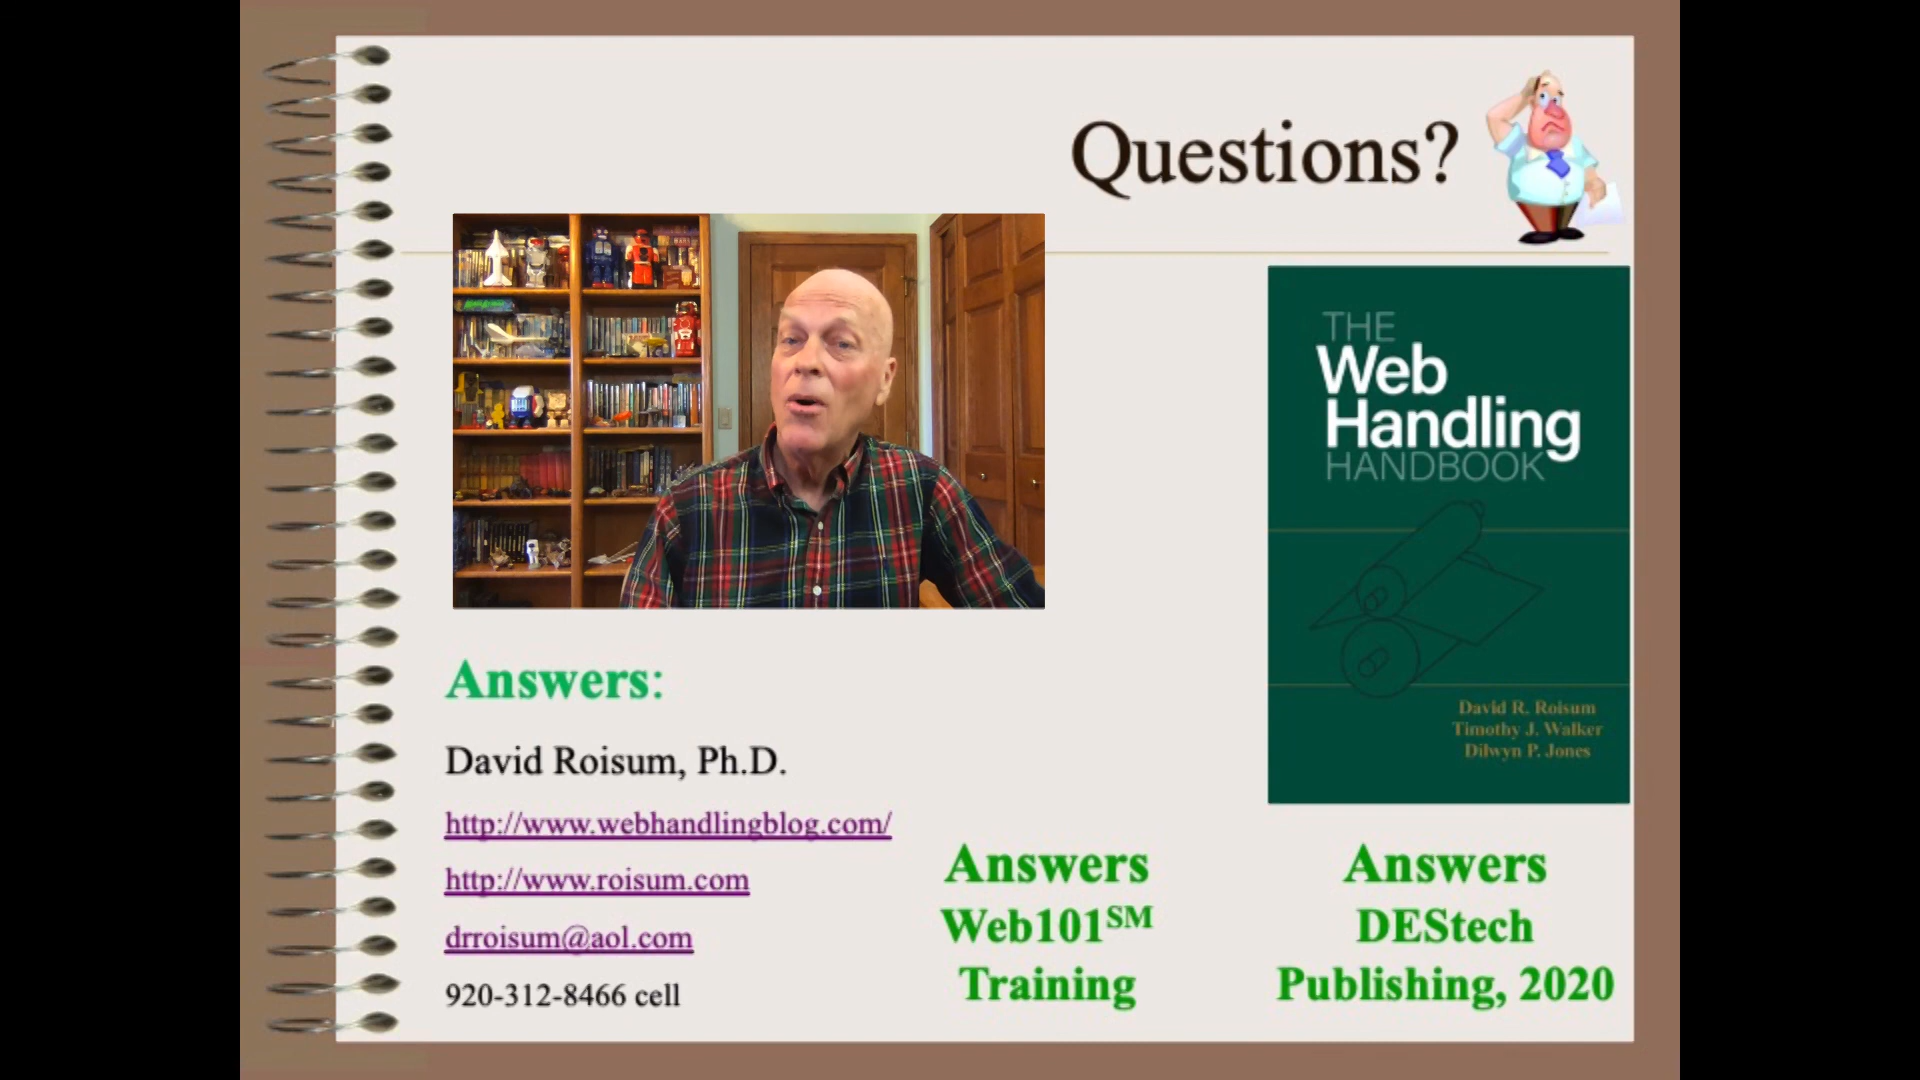 Questions?
THE
Web
Handling
HANDBOOK
David R. Roisum
Timothy J. Walker
Dilwyn P. Jones
Answers:
David Roisum, Ph.D.
http://www.webhandlingblog.com/
http://www.roisum.com
drroisum@aol.com
920-312-8466 cell
Answers
Web101SM
Training
Answers
DEStech
Publishing, 2020